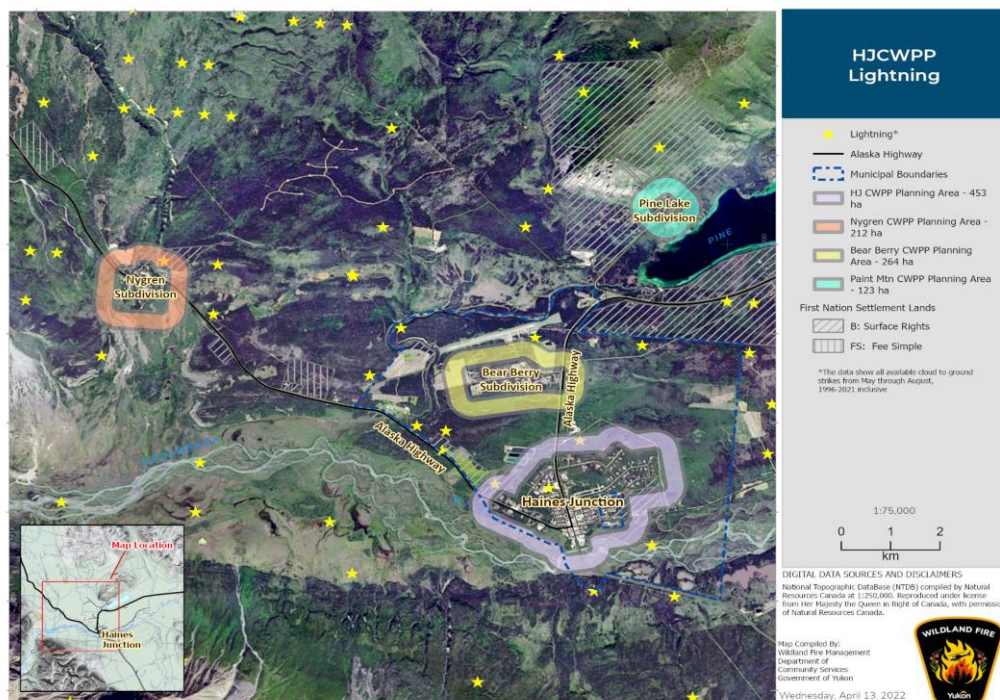 HJCWPP
Lightning
Lightning*
Alaska Highway
Municipal Boundaries
HJ CWPP Planning Area - 453
ha
Nygren CWPP Planning Area -
212 ha
Bear Berry CWPP Planning
Area - 264 ha
Paint Mtn CWPP Planning Area
- 123 ha
First Nation Settlement Lands
B: Surface Rights
FS: Fee Simple
*The data show all available cloud to ground
strikes from May through August,
1996-2021 inclusive
1:75,000
0 1 2
km
DIGITAL DATA SOURCES AND DISCLAIMERS
National Topographic DataBase (NTDB) compiled by Natural
Resources Canada at 1:250,000. Reproduced under license
from Her Majesty the Queen in Right of Canada, with permissio
of Natural Resources Canada.
Map Compiled By:
Wildland Fire Management
Department of
Community Services
Government of Yukon
Wednesday, April 13, 2022
WILDLAND FIRE
Yukon
Pine Lake
Subdivision
PINE
Nygren
Subdivision
Bear Berry
Subdivision
Alaska Highway
Alaska Highway
Haines Junction
Map Location
Haines
Junction